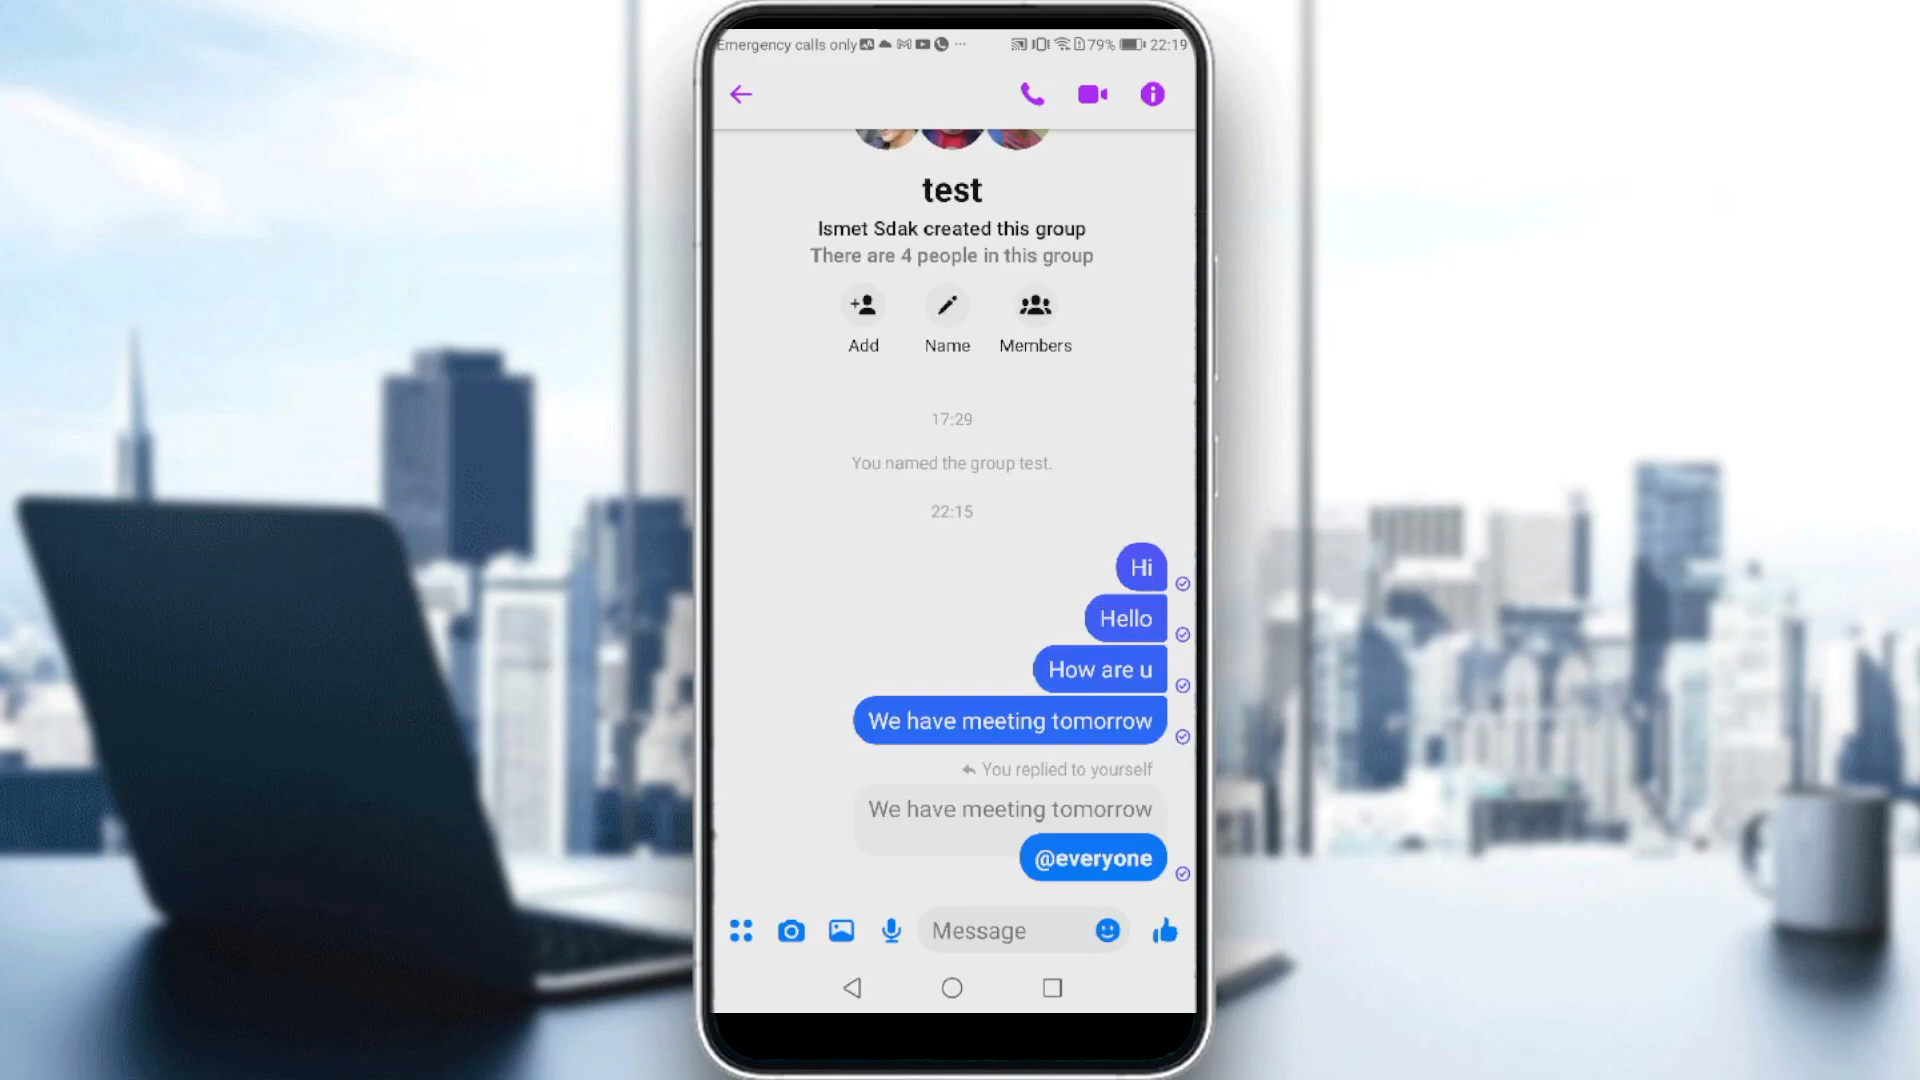 Emergency calls only ··· 79% 22:19
test
Ismet Sdak created this group
There are 4 people in this group
Add Name Members
17:29
You named the group test.
22:15
Hi
Hello
How are u
We have meeting tomorrow
You replied to yourself
We have meeting tomorrow
@everyone
Message